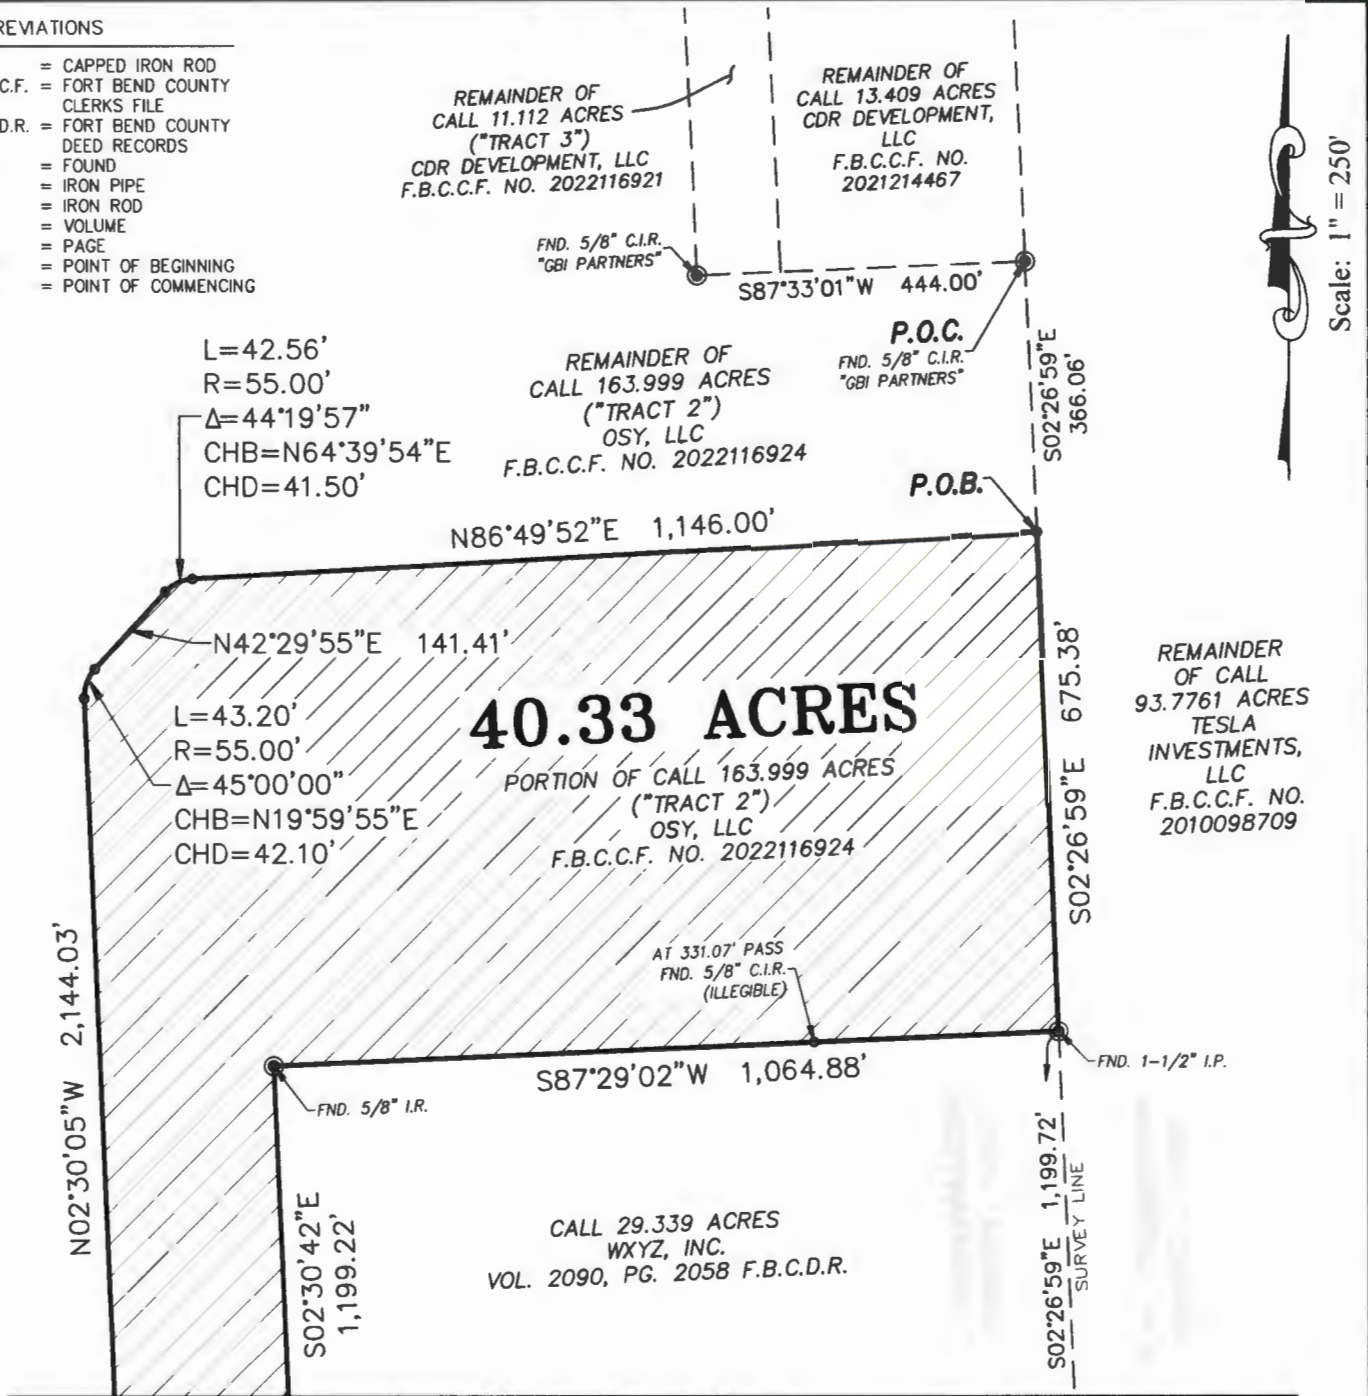 REVIATIONS
= CAPPED IRON ROD
C.F. = FORT BEND COUNTY
CLERKS FILE
D.R. = FORT BEND COUNTY
DEED RECORDS
= FOUND
= IRON PIPE
= IRON ROD
= VOLUME
= PAGE
= POINT OF BEGINNING
= POINT OF COMMENCING
REMAINDER OF
CALL 11.112 ACRES
("TRACT 3")
CDR DEVELOPMENT, LLC
F.B.C.C.F. NO. 2022116921
REMAINDER OF
CALL 13.409 ACRES
CDR DEVELOPMENT,
LLC
F.B.C.C.F. NO.
2021214467
Scale: 1" = 250'
FND. 5/8" C.I.R.
"GBI PARTNERS"
S87°33'01"W 444.00'
P.O.C.
FND. 5/8" C.I.R.
"GBI PARTNERS"
S02°26'59"E
366.06'
L=42.56'
R=55.00'
Δ=44°19'57"
CHB=N64°39'54"E
CHD=41.50'
REMAINDER OF
CALL 163.999 ACRES
("TRACT 2")
OSY, LLC
F.B.C.C.F. NO. 2022116924
P.O.B.
N86°49'52"E 1,146.00'
N42°29'55"E 141.41'
L=43.20'
R=55.00'
Δ=45°00'00"
CHB=N19°59'55"E
CHD=42.10'
40.33 ACRES
PORTION OF CALL 163.999 ACRES
("TRACT 2")
OSY, LLC
F.B.C.C.F. NO. 2022116924
S02°26'59"E 675.38'
REMAINDER
OF CALL
93.7761 ACRES
TESLA
INVESTMENTS,
LLC
F.B.C.C.F. NO.
2010098709
AT 331.07' PASS
FND. 5/8" C.I.R.
(ILLEGIBLE)
N02°30'05"W 2,144.03'
S87°29'02"W 1,064.88'
FND. 1-1/2" I.P.
FND. 5/8" I.R.
S02°30'42"E
1,199.22'
CALL 29.339 ACRES
WXYZ, INC.
VOL. 2090, PG. 2058 F.B.C.D.R.
S02°26'59"E 1,199.72'
SURVEY LINE